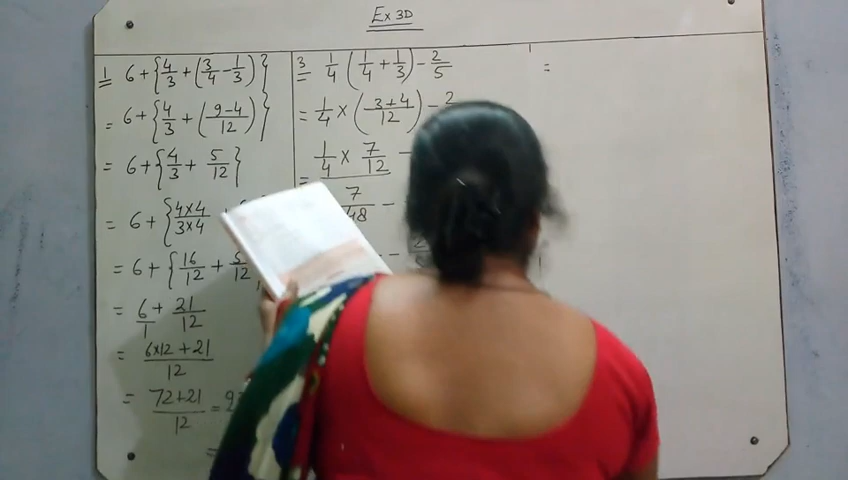 Ex 3D
1 6 + { 4/3 + ( 3/4 - 1/3 ) }
= 6 + { 4/3 + ( 9-4/12 ) }
= 6 + { 4/3 + 5/12 }
= 6 + { 4×4/3×4
= 6 + { 16/12 + 5/12
= 6/1 + 21/12
= 6×12 + 21/12
= 72+21/12 =
=
3 1/4 ( 1/4 + 1/3 ) - 2/5
= 1/4 × ( 3+4/12 ) - 2
= 1/4 × 7/12 -
7/48 -
-
=